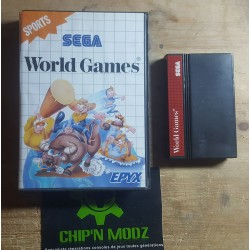 SPORTS
SEGA
World Games
EPYX
SEGA
World Games
CHIP'N MODZ